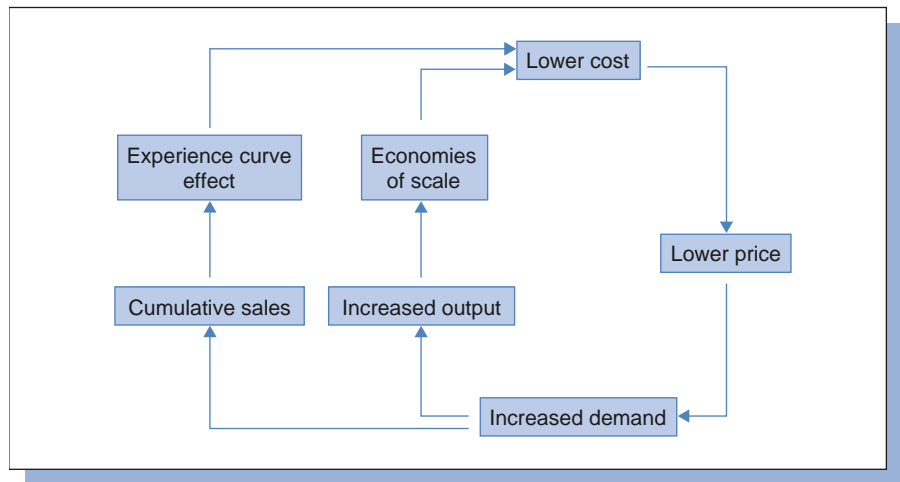 Lower cost
Experience curve
effect
Economies
of scale
Lower price
Cumulative sales
Increased output
Increased demand